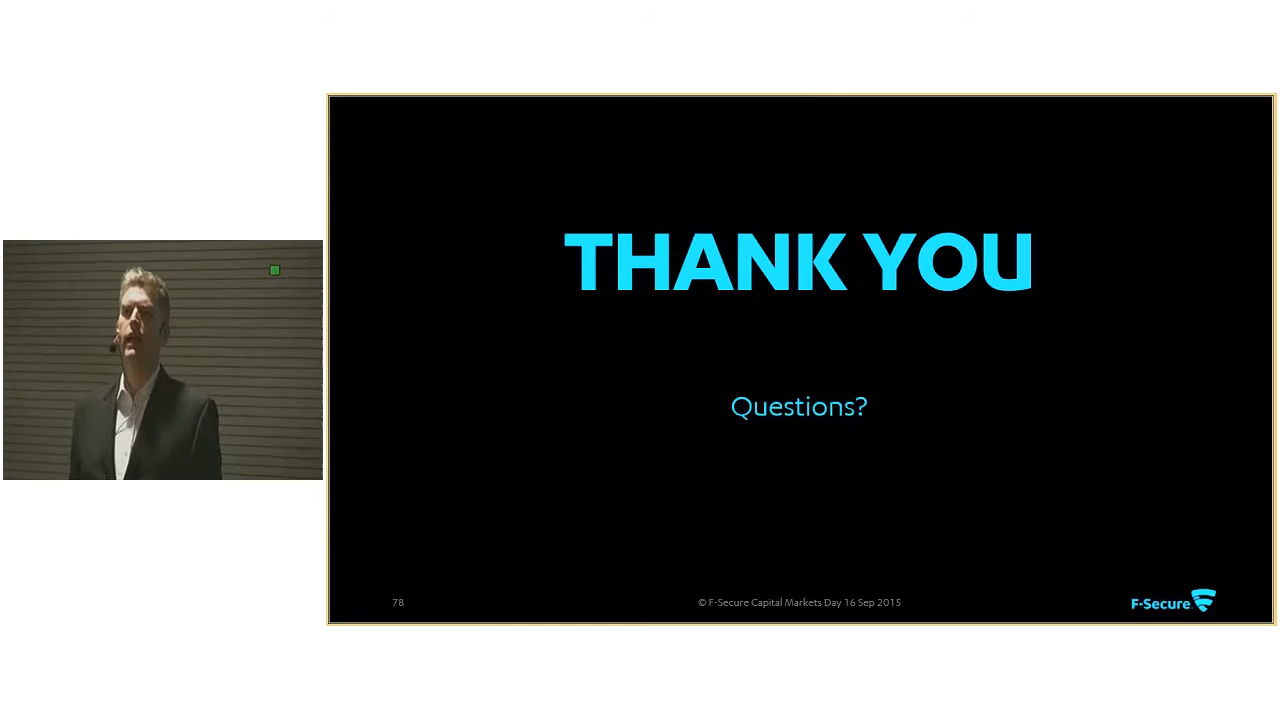 THANK YOU
Questions?
78
© F-Secure Capital Markets Day 16 Sep 2015
F-Secure